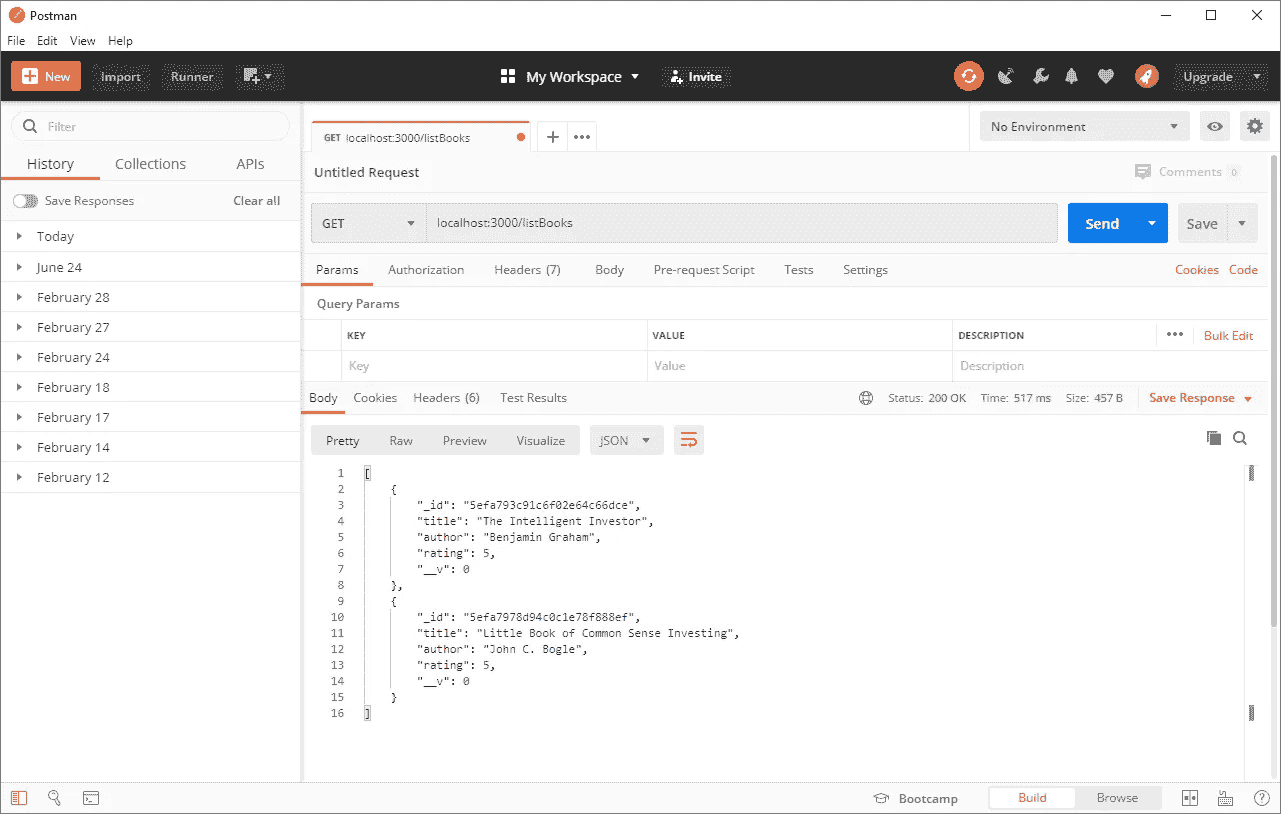 Postman
File Edit View Help
New Import Runner My Workspace Invite Upgrade
Filter
History Collections APIs
Save Responses Clear all
Today
June 24
February 28
February 27
February 24
February 18
February 17
February 14
February 12
GET localhost:3000/listBooks
No Environment
Untitled Request
Comments 0
GET localhost:3000/listBooks Send Save
Params Authorization Headers (7) Body Pre-request Script Tests Settings Cookies Code
Query Params
KEY VALUE DESCRIPTION Bulk Edit
Key Value Description
Body Cookies Headers (6) Test Results Status: 200 OK Time: 517 ms Size: 457 B Save Response
Pretty Raw Preview Visualize JSON
1 [
2 {
3 "_id": "5efa793c91c6f02e64c66dce",
4 "title": "The Intelligent Investor",
5 "author": "Benjamin Graham",
6 "rating": 5,
7 "__v": 0
8 },
9 {
10 "_id": "5efa7978d94c0c1e78f888ef",
11 "title": "Little Book of Common Sense Investing",
12 "author": "John C. Bogle",
13 "rating": 5,
14 "__v": 0
15 }
16 ]
Bootcamp Build Browse